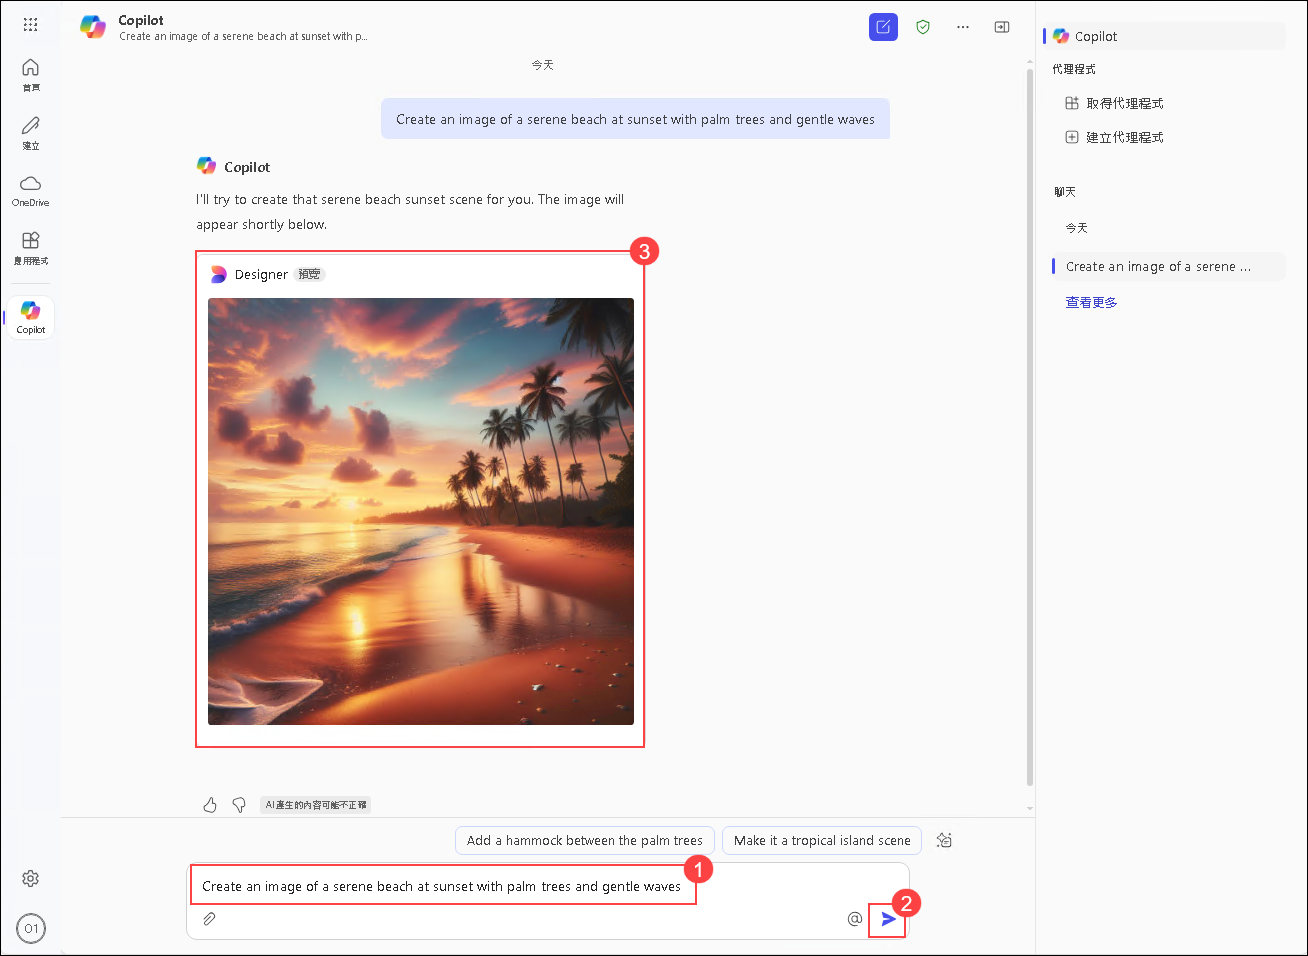 首頁
建立
OneDrive
應用程式
Copilot
01
Copilot
Create an image of a serene beach at sunset with p...
今天
Create an image of a serene beach at sunset with palm trees and gentle waves
Copilot
I'll try to create that serene beach sunset scene for you. The image will
appear shortly below.
3
Designer 預覽
AI產生的內容可能不正確
Add a hammock between the palm trees
Make it a tropical island scene
1
Create an image of a serene beach at sunset with palm trees and gentle waves
@
2
Copilot
代理程式
取得代理程式
建立代理程式
聊天
今天
Create an image of a serene ...
查看更多